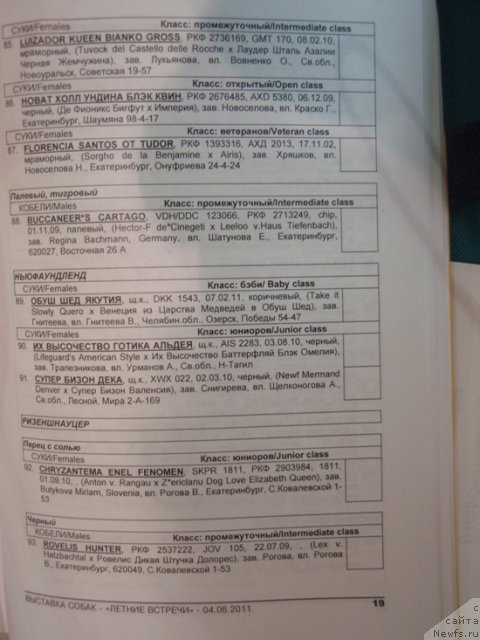 СУКИ/Females Класс: промежуточный/Intermediate class
85. LUIZADOR KUEEN BIANKO GROSS, РКФ 2736169, GMT 170, 08.02.10,
мраморный, (Tuvock del Castello delle Rocche x Лаудер Шталь Азалии
Черная Жемчужина), зав. Лукьянова, вл. Вовненко О., Св.обл.,
Новоуральск, Советская 19-57
СУКИ/Females Класс: открытый/Open class
86. НОВАТ ХОЛЛ УНДИНА БЛЭК КВИН, РКФ 2676485, AXD 5380, 06.12.09,
черный, (Де Фионикс Бигфут х Империя), зав. Новоселова, вл. Краско Г.,
Екатеринбург, Шаумяна 98-4-17
СУКИ/Females Класс: ветеранов/Veteran class
87. FLORENCIA SANTOS OT TUDOR, РКФ 1393316, АХД 2013, 17.11.02,
мраморный, (Sorgho de la Benjamine x Airis), зав. Хряшков, вл.
Новоселова Н., Екатеринбург, Онуфриева 24-4-24
Палевый, тигровый
КОБЕЛИ/Males Класс: промежуточный/Intermediate class
88. BUCCANEER*S CARTAGO, VDH/DDC 123066, РКФ 2713249, chip,
01.11.09, палевый, (Hector-F de*Cinegeti x Leeloo v.Haus Tiefenbach),
зав. Regina Bachmann, Germany, вл. Шатунова Е., Екатеринбург,
620027, Восточная 26 А
НЬЮФАУНДЛЕНД
СУКИ/Females Класс: бэби/ Baby class
89. ОБУШ ШЕД ЯКУТИЯ, щ.к., DKK 1543, 07.02.11, коричневый, (Take it
Slowly Quero x Венеция из Царства Медведей в Обуш Шед), зав.
Гнитеева, вл. Гнитеева В., Челябин обл., Озерск, Победы 54-47
СУКИ/Females Класс: юниоров/Junior class
90. ИХ ВЫСОЧЕСТВО ГОТИКА АЛЬДЕЯ, щ.к., AIS 2283, 03.08.10, черный,
(Lifeguard's American Style x Их Высочество Баттерфляй Блэк Омелия),
зав. Трапезникова, вл. Урманов А., Св.обл., Н-Тагил
91. СУПЕР БИЗОН ДЕКА, щ.к., XWX 022, 02.03.10, черный, (Newf Mermand
Denver x Супер Бизон Валенсия), зав. Снигирева, вл. Щелконогова А.,
Св.обл., Лесной, Мира 2-А-169
РИЗЕНШНАУЦЕР
Перец с солью
СУКИ/Females Класс: юниоров/Junior class
92. CHRYZANTEMA ENEL FENOMEN, SKPR 1811, РКФ 2903984, 1811,
01.09.10, , (Anton v. Rangau x Z*ericlanu Dog Love Elizabeth Queen), зав.
Butykova Miriam, Slovenia, вл. Рогова В., Екатеринбург, С.Ковалевской 1-
53
Черный
КОБЕЛИ/Males Класс: промежуточный/Intermediate class
93. ROVELIS HUNTER, РКФ 2537222, JOV 105, 22.07.09, , (Lex v.
Hatzbachtal x Ровелис Дикая Штучка Долорес), зав. Рогова, вл. Рогова
В., Екатеринбург, 620049, С.Ковалевской 1-53
ВЫСТАВКА СОБАК - «ЛЕТНИЕ ВСТРЕЧИ» - 04.06.2011 19
с
сайта
Newfs.ru